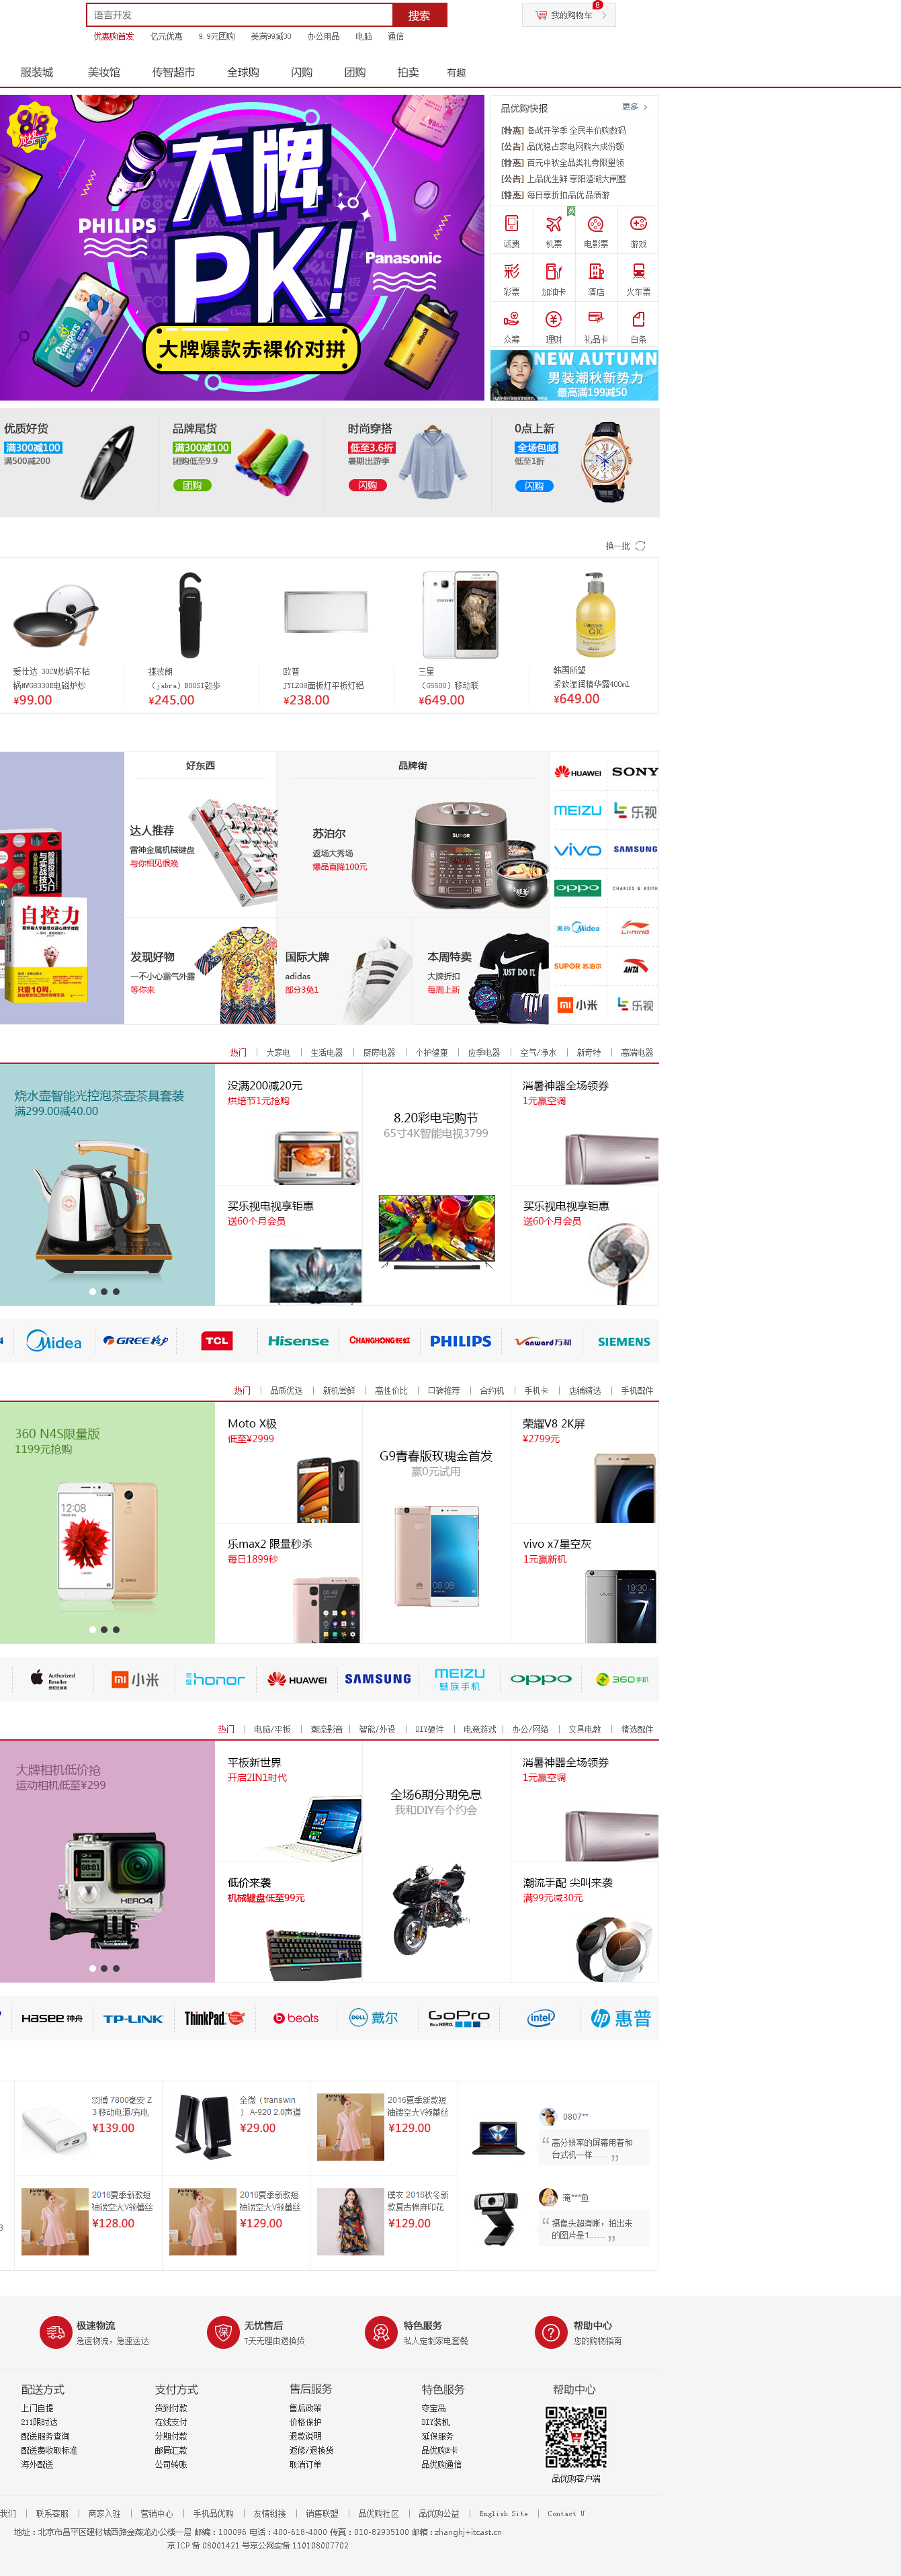 语言开发
搜索
我的购物车
8
优惠购首发 亿元优惠 9.9元团购 美满99减30 办公用品 电脑 通信
服装城 美妆馆 传智超市 全球购 闪购 团购 拍卖 有趣
大牌
PK!
PHILIPS
Panasonic
Pampers
大牌爆款赤裸价对拼
品优购快报 更多
[特惠] 备战开学季 全民半价购数码
[公告] 品优稳占家电网购六成份额
[特惠] 百元中秋全品类礼券限量领
[公告] 上品优生鲜 享阳澄湖大闸蟹
[特惠] 每日享折扣品优品质游
话费 机票 电影票 游戏
彩票 加油卡 酒店 火车票
众筹 理财 礼品卡 白条
NEW AUTUMN
男装潮秋新势力
最高满199减50
优质好货
满300减100
满500减200
品牌尾货
满300减100
团购低至9.9
团购
时尚穿搭
低至3.6折
暑期出游季
闪购
0点上新
全场包邮
低至1折
闪购
换一批
爱仕达 30CM炒锅不粘
锅NWG8330E电磁炉炒
¥99.00
捷波朗
（jabra）BOOSI劲步
¥245.00
欧普
JYLZ08面板灯平板灯铝
¥238.00
三星
（G5500）移动联
¥649.00
韩国所望
紧致湿润精华露400ml
¥649.00
自控力
只需10周,
好东西
达人推荐
雷神金属机械键盘
与你相见恨晚
发现好物
一不小心霸气外露
等你来
品牌街
苏泊尔
返场大秀场
爆品直降100元
SUPOR
国际大牌
adidas
部分3免1
本周特卖
大牌折扣
每周上新
JUST DO IT
HUAWEI SONY
MEIZU 乐视
vivo SAMSUNG
oppo CHARLES & KEITH
美的 Midea LI-NING
SUPOR 苏泊尔 ANTA
小米 乐视
热门 | 大家电 | 生活电器 | 厨房电器 | 个护健康 | 应季电器 | 空气/净水 | 新奇特 | 高端电器
烧水壶智能光控泡茶壶茶具套装
满299.00减40.00
没满200减20元
烘培节1元抢购
买乐视电视享钜惠
送60个月会员
8.20彩电宅购节
65寸4K智能电视3799
消暑神器全场领券
1元赢空调
买乐视电视享钜惠
送60个月会员
Midea GREE格力 TCL Hisense CHANGHONG长虹 PHILIPS Vanward万和 SIEMENS
热门 | 品质优选 | 新机尝鲜 | 高性价比 | 口碑推荐 | 合约机 | 手机卡 | 店铺精选 | 手机配件
360 N4S限量版
1199元抢购
Moto X极
低至¥2999
乐max2 限量秒杀
每日1899秒
G9青春版玫瑰金首发
赢0元试用
荣耀V8 2K屏
¥2799元
vivo x7星空灰
1元赢新机
Authorized
Reseller
小米 荣耀 honor HUAWEI SAMSUNG MEIZU 魅族手机 OPPO 360手机
热门 | 电脑/平板 | 潮流影音 | 智能/外设 | DIY硬件 | 电竞游戏 | 办公/网络 | 文具电教 | 精选配件
大牌相机低价抢
运动相机低至¥299
HERO4
平板新世界
开启2IN1时代
低价来袭
机械键盘低至99元
全场6期分期免息
我和DIY有个约会
消暑神器全场领券
1元赢空调
潮流手配 尖叫来袭
满99元减30元
HASEE 神舟 TP-LINK ThinkPad beats DELL 戴尔 GoPro intel hp 惠普
Be a HERO.
羽博 7800毫安 Z
3 移动电源/充电
¥139.00
金微（transwin
） A-920 2.0声道
¥29.00
2016夏季新款短
袖镂空大V领蕾丝
¥129.00
2016夏季新款短
袖镂空大V领蕾丝
¥128.00
2016夏季新款短
袖镂空大V领蕾丝
¥129.00
璞衣 2016秋冬新
款复古棉麻印花
¥129.00
0807**
高分辨率的屏幕用着和
台式机一样......
滝***鱼
摄像头超清晰, 拍出来
的图片是1......
极速物流
急速物流, 急速送达
无忧售后
7天无理由退换货
特色服务
私人定制家电套餐
帮助中心
您的购物指南
配送方式
上门自提
211限时达
配送服务查询
配送费收取标准
海外配送
支付方式
货到付款
在线支付
分期付款
邮局汇款
公司转账
售后服务
售后政策
价格保护
退款说明
返修/退换货
取消订单
特色服务
夺宝岛
DIY装机
延保服务
品优购E卡
品优购通信
帮助中心
品优购客户端
我们 | 联系客服 | 商家入驻 | 营销中心 | 手机品优购 | 友情链接 | 销售联盟 | 品优购社区 | 品优购公益 | English Site | Contact U
地址：北京市昌平区建材城西路金燕龙办公楼一层 邮编：100096 电话：400-618-4000 传真：010-82935100 邮箱：zhanghj+itcast.cn
京ICP备08001421号京公网安备110108007702